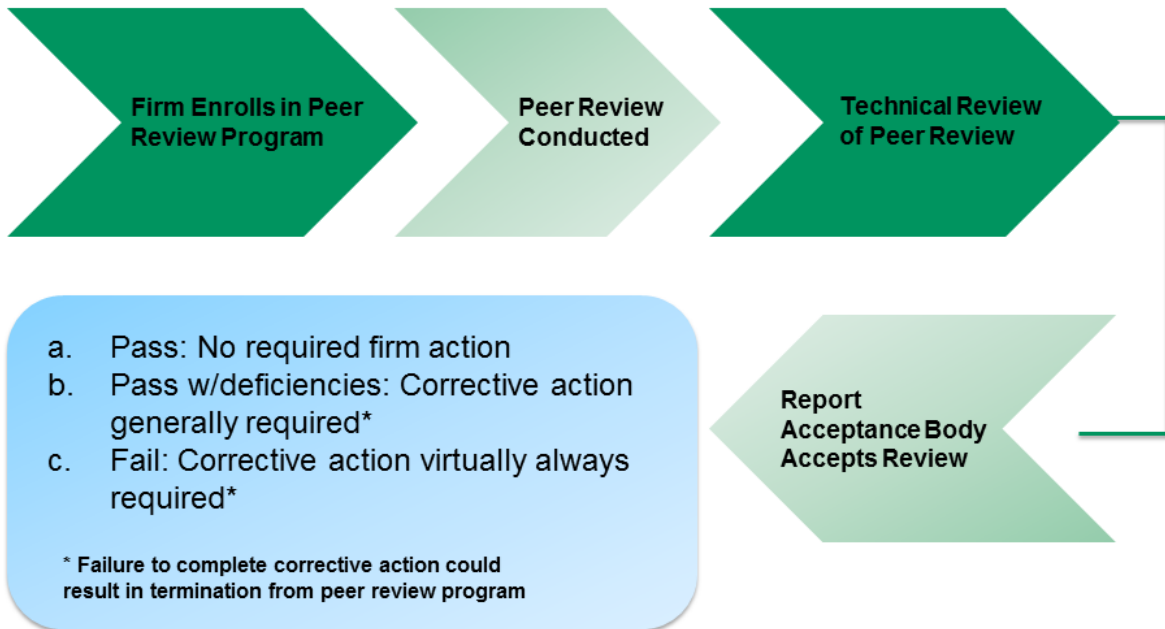 Firm Enrolls in Peer
Review Program
Peer Review
Conducted
Technical Review
of Peer Review
Report
Acceptance Body
Accepts Review
a. Pass: No required firm action
b. Pass w/deficiencies: Corrective action
generally required*
c. Fail: Corrective action virtually always
required*
* Failure to complete corrective action could
result in termination from peer review program